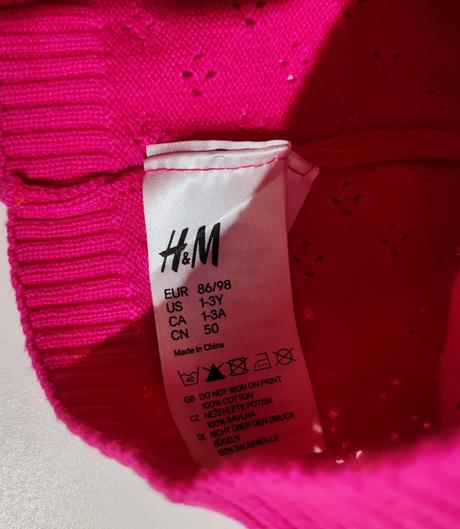 H&M
EUR 86/98
US 1-3Y
CA 1-3A
CN 50
Made in China
40
GB DO NOT IRON ON PRINT
100% COTTON
CZ NEŽEHLETE POTISK
100% BAVLNA
DE NICHT ÜBER DEN DRUCK
BÜGELN
100% BAUMWOLLE